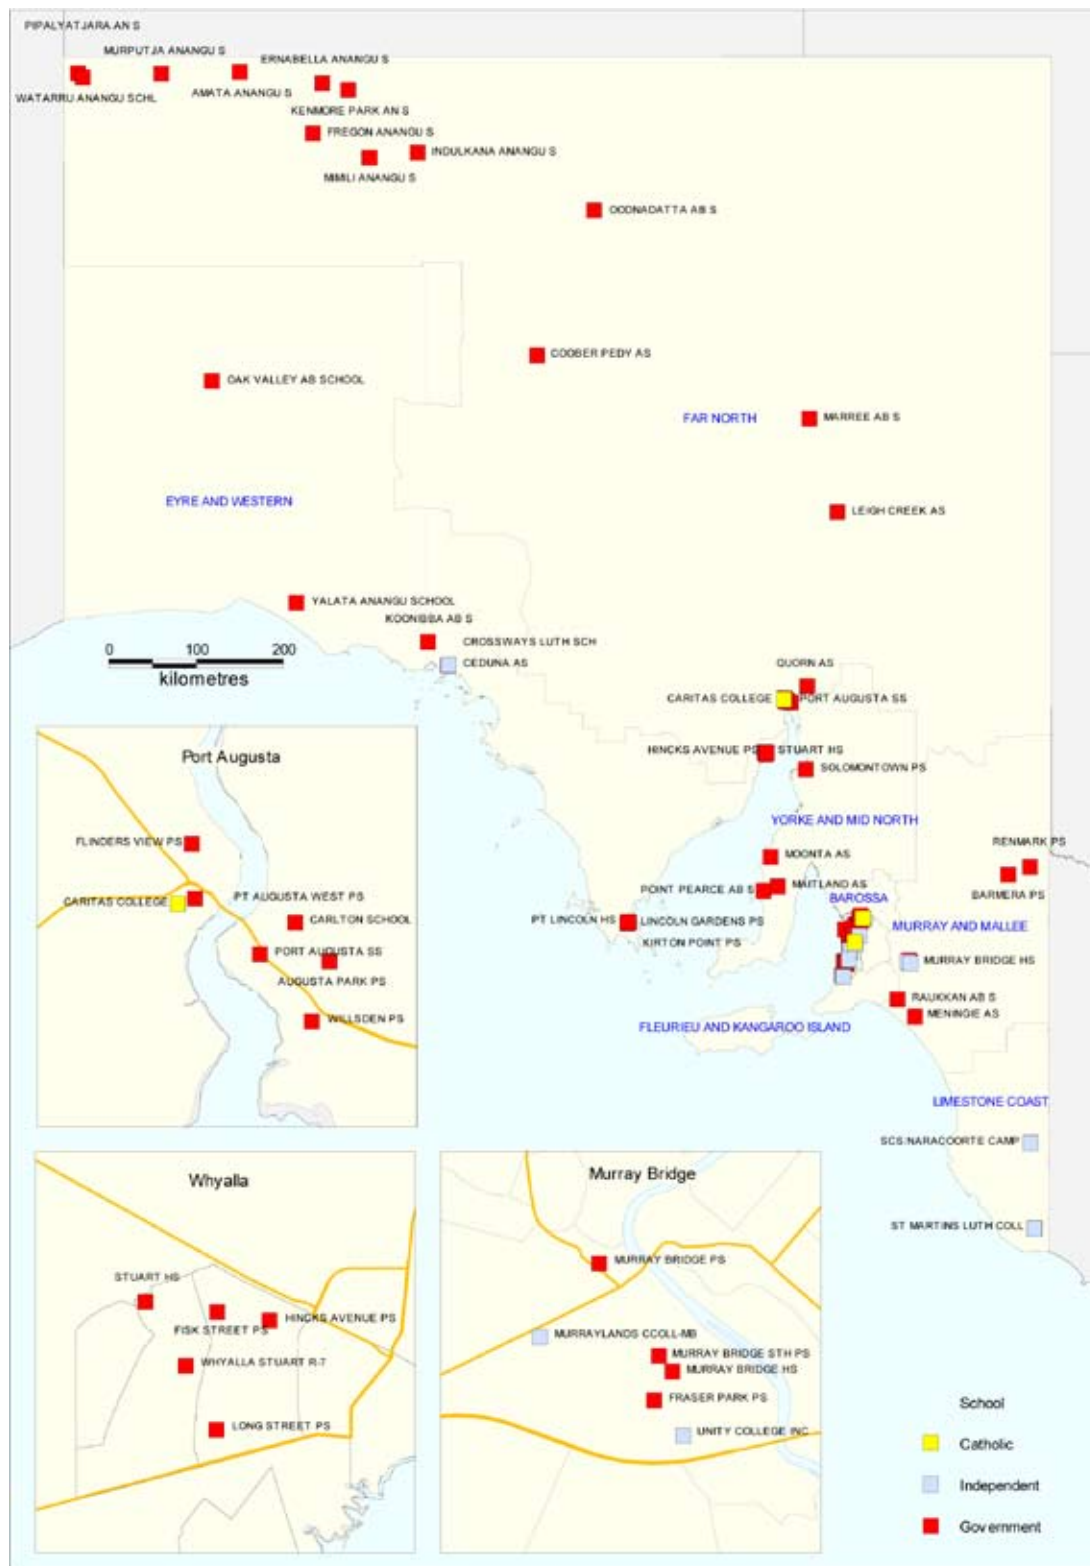 PIPALYATJARA AN S
MURPUTJA ANANGU S
ERNABELLA ANANGU S
WATARRU ANANGU SCHL
AMATA ANANGU S
KENMORE PARK AN S
FREGON ANANGU S
INDULKANA ANANGU S
MIMILI ANANGU S
OODNADATTA AB S
COOBER PEDY AS
OAK VALLEY AB SCHOOL
FAR NORTH
MARREE AB S
EYRE AND WESTERN
LEIGH CREEK AS
YALATA ANANGU SCHOOL
KOONIBBA AB S
CROSSWAYS LUTH SCH
CEDUNA AS
0 100 200
kilometres
QUORN AS
CARITAS COLLEGE
PORT AUGUSTA SS
HINCKS AVENUE PS
STUART HS
SOLOMONTOWN PS
YORKE AND MID NORTH
RENMARK PS
MOONTA AS
BARMERA PS
POINT PEARCE AB S
MAITLAND AS
BAROSSA
PT LINCOLN HS
LINCOLN GARDENS PS
MURRAY AND MALLEE
KIRTON POINT PS
MURRAY BRIDGE HS
RAUKKAN AB S
MENINGIE AS
FLEURIEU AND KANGAROO ISLAND
LIMESTONE COAST
SCS:NARACOORTE CAMP
ST MARTINS LUTH COLL
Port Augusta
FLINDERS VIEW PS
PT AUGUSTA WEST PS
CARITAS COLLEGE
CARLTON SCHOOL
PORT AUGUSTA SS
AUGUSTA PARK PS
WILLSDEN PS
Whyalla
STUART HS
FISK STREET PS
HINCKS AVENUE PS
WHYALLA STUART R-7
LONG STREET PS
Murray Bridge
MURRAY BRIDGE PS
MURRAYLANDS CCOLL-MB
MURRAY BRIDGE STH PS
MURRAY BRIDGE HS
FRASER PARK PS
UNITY COLLEGE INC
School
Catholic
Independent
Government